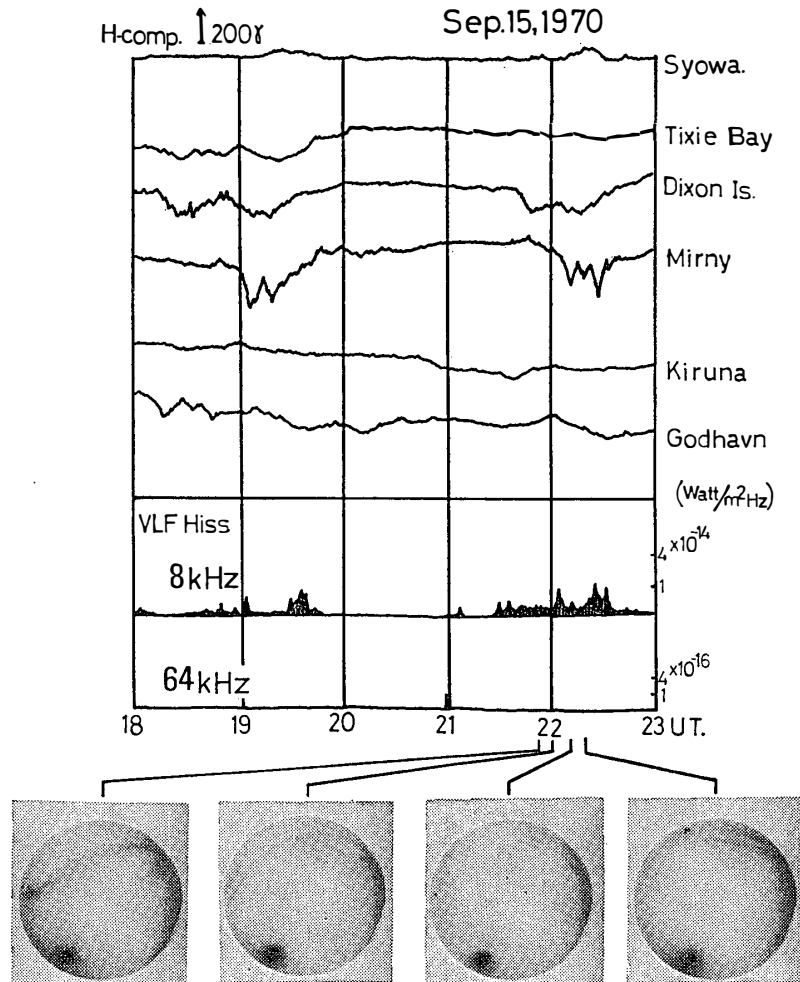 H-comp. 200γ
Sep.15,1970
Syowa.
Tixie Bay
Dixon Is.
Mirny
Kiruna
Godhavn
(Watt/m²Hz)
VLF Hiss
4 ×10⁻¹⁴
8kHz
1
4 ×10⁻¹⁶
64kHz
1
18 19 20 21 22 23 UT.